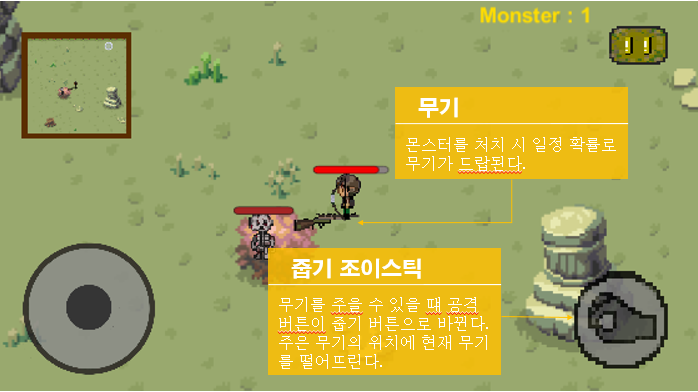 Monster : 1
무기
몬스터를 처치 시 일정 확률로
무기가 드랍된다.
줍기 조이스틱
무기를 주을 수 있을 때 공격
버튼이 줍기 버튼으로 바뀐다.
주은 무기의 위치에 현재 무기
를 떨어뜨린다.